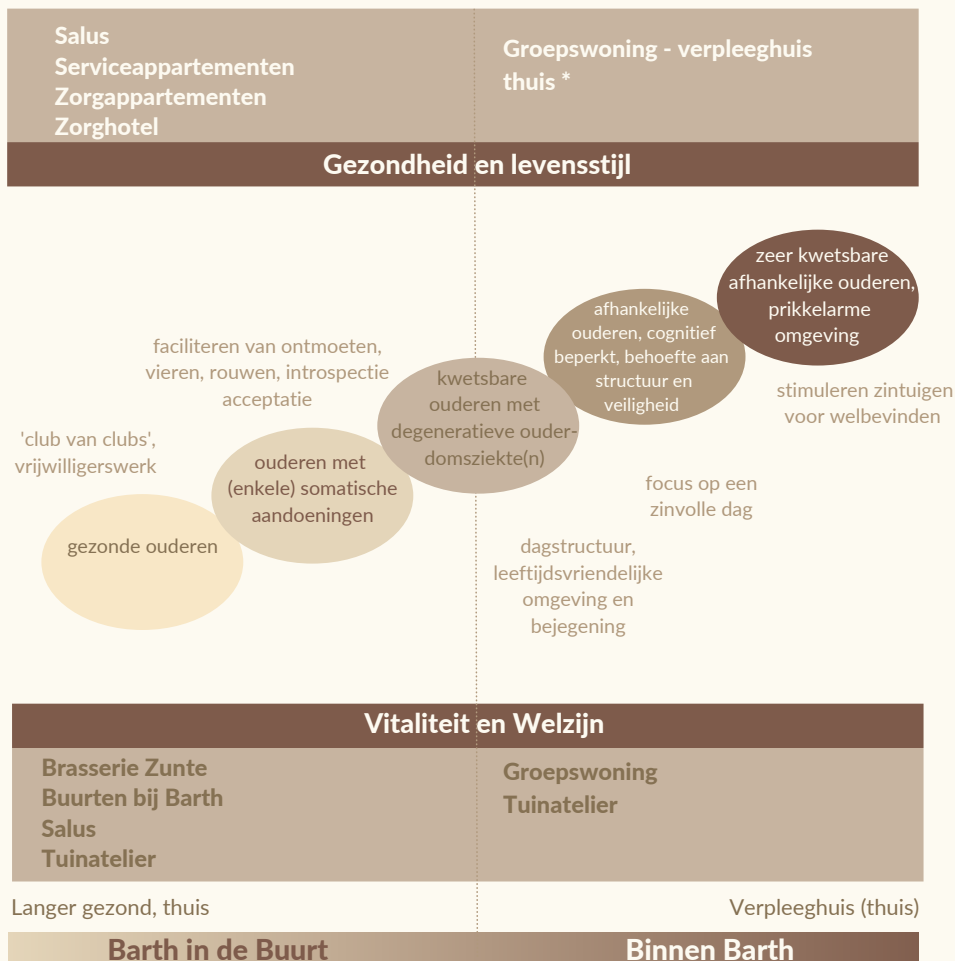 Salus
Serviceappartementen
Zorgappartementen
Zorghotel
Groepswoning - verpleeghuis
thuis *
Gezondheid en levensstijl
zeer kwetsbare
afhankelijke ouderen,
prikkelarme
omgeving
afhankelijke
ouderen, cognitief
beperkt, behoefte aan
structuur en
veiligheid
faciliteren van ontmoeten,
vieren, rouwen, introspectie
acceptatie
kwetsbare
ouderen met
degeneratieve ouder-
domsziekte(n)
stimuleren zintuigen
voor welbevinden
'club van clubs',
vrijwilligerswerk
ouderen met
(enkele) somatische
aandoeningen
focus op een
zinvolle dag
gezonde ouderen
dagstructuur,
leeftijdsvriendelijke
omgeving en
bejegening
Vitaliteit en Welzijn
Brasserie Zunte
Buurten bij Barth
Salus
Tuinatelier
Groepswoning
Tuinatelier
Langer gezond, thuis
Verpleeghuis (thuis)
Barth in de Buurt
Binnen Barth